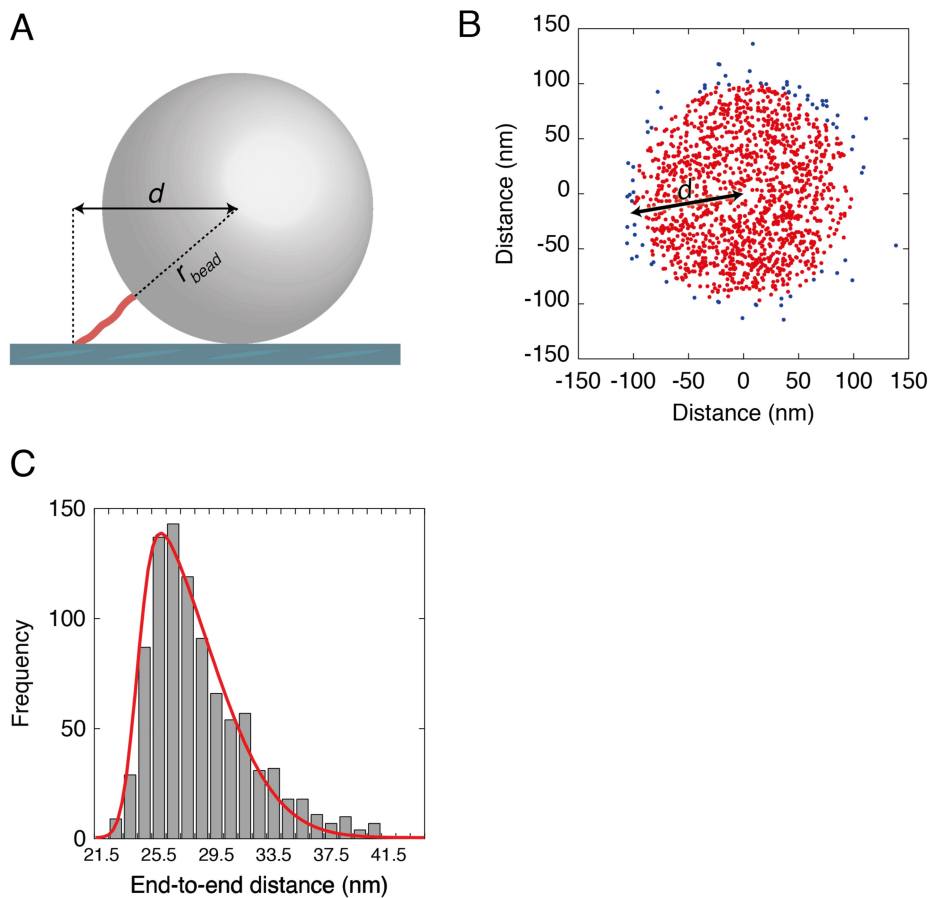 A
d
r bead
B
150
100
50
0
-50
-100
-150
Distance (nm)
d
-150 -100 -50 0 50 100 150
Distance (nm)
C
150
100
50
0
Frequency
21.5 25.5 29.5 33.5 37.5 41.5
End-to-end distance (nm)